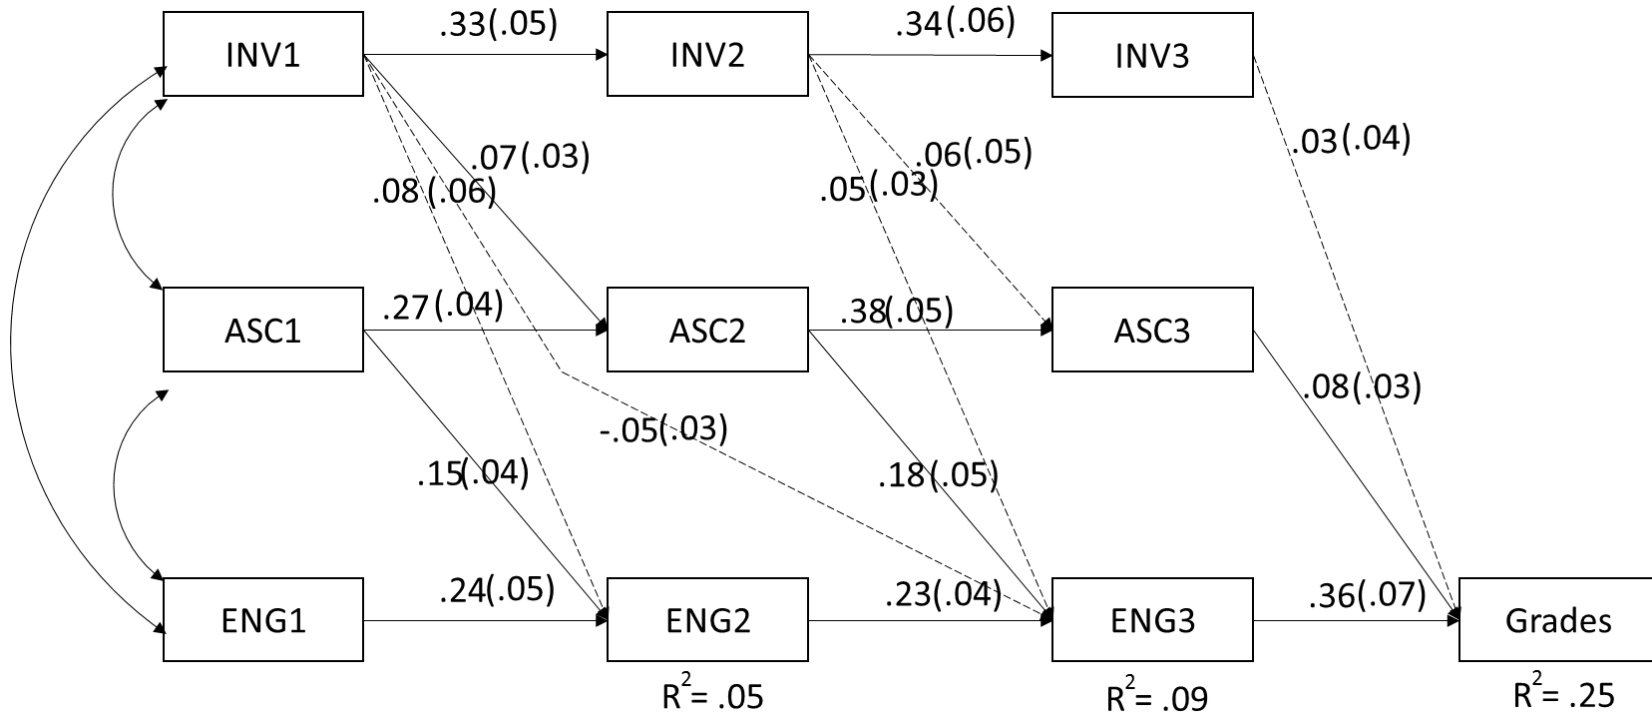 .33(.05)
.34(.06)
INV1
INV2
INV3
.07(.03)
.08(.06)
.06(.05)
.05(.03)
.03(.04)
.27(.04)
.38(.05)
ASC1
ASC2
ASC3
.08(.03)
-.05(.03)
.15(.04)
.18(.05)
.24(.05)
.23(.04)
.36(.07)
ENG1
ENG2
ENG3
Grades
R²= .05
R²= .09
R²= .25